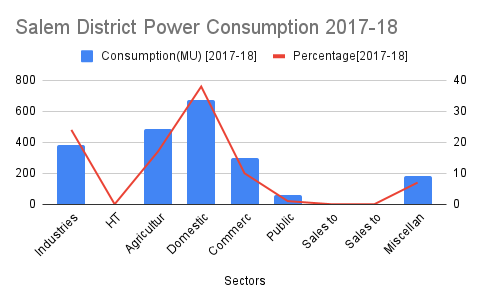 Salem District Power Consumption 2017-18
Consumption(MU) [2017-18] Percentage[2017-18]
800 40
600 30
400 20
200 10
0 0
Industries HT Agricultur Domestic Commerc Public Sales to Sales to Miscellan
Sectors